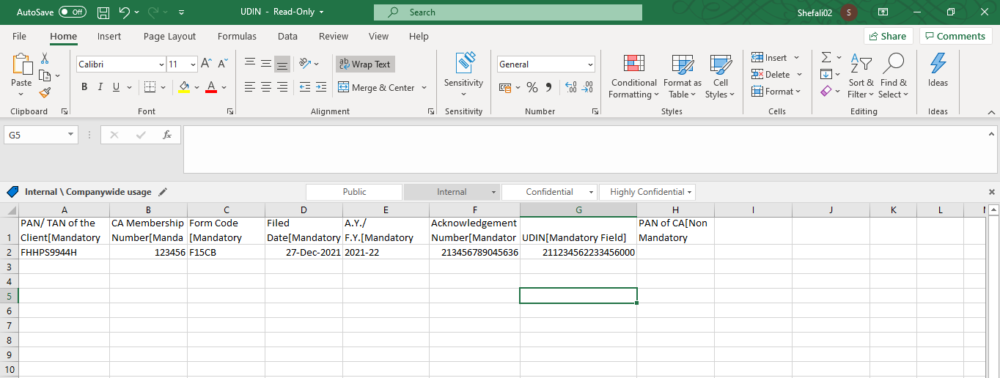 AutoSave Off UDIN - Read-Only Search Shefali02 S
File Home Insert Page Layout Formulas Data Review View Help Share Comments
Calibri 11 A A ab Wrap Text General Insert Σ A
Z
Paste B I U A Merge & Center % 9 .0 .00 Sensitivity Conditional Format as Cell Delete Sort & Find & Ideas
Formatting Table Styles Format Filter Select
Clipboard Font Alignment Sensitivity Number Styles Cells Editing Ideas
G5 fx
Internal \ Companywide usage Public Internal Confidential Highly Confidential
A B C D E F G H I J K L
PAN/ TAN of the CA Membership Form Code Filed A.Y./ Acknowledgement PAN of CA[Non
1 Client[Mandatory Number[Manda [Mandatory Date[Mandatory F.Y.[Mandatory Number[Mandator UDIN[Mandatory Field] Mandatory
2 FHHPS9944H 123456 F15CB 27-Dec-2021 2021-22 213456789045636 211234562233456000
3
4
5
6
7
8
9
10